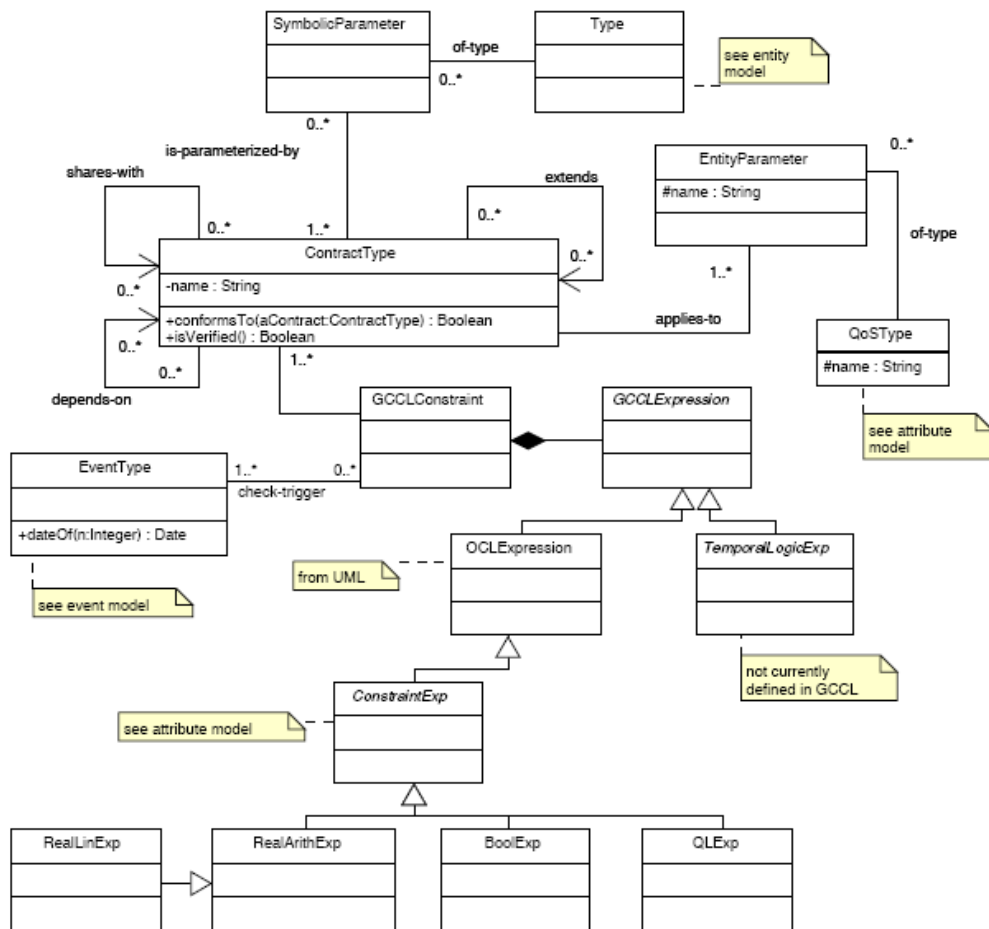 SymbolicParameter
Type
of-type
0..*
see entity
model
0..*
is-parameterized-by
0..*
EntityParameter
#name : String
shares-with
extends
0..*
0..*
1..*
of-type
ContractType
0..*
0..*
1..*
-name : String
+conformsTo(aContract:ContractType) : Boolean
+isVerified() : Boolean
applies-to
QoSType
#name : String
0..*
0..*
1..*
depends-on
GCCLConstraint
GCCLExpression
see attribute
model
EventType
1..*
0..*
check-trigger
+dateOf(n:Integer) : Date
OCLExpression
TemporalLogicExp
from UML
see event model
not currently
defined in GCCL
ConstraintExp
see attribute model
RealLinExp
RealArithExp
BoolExp
QLExp